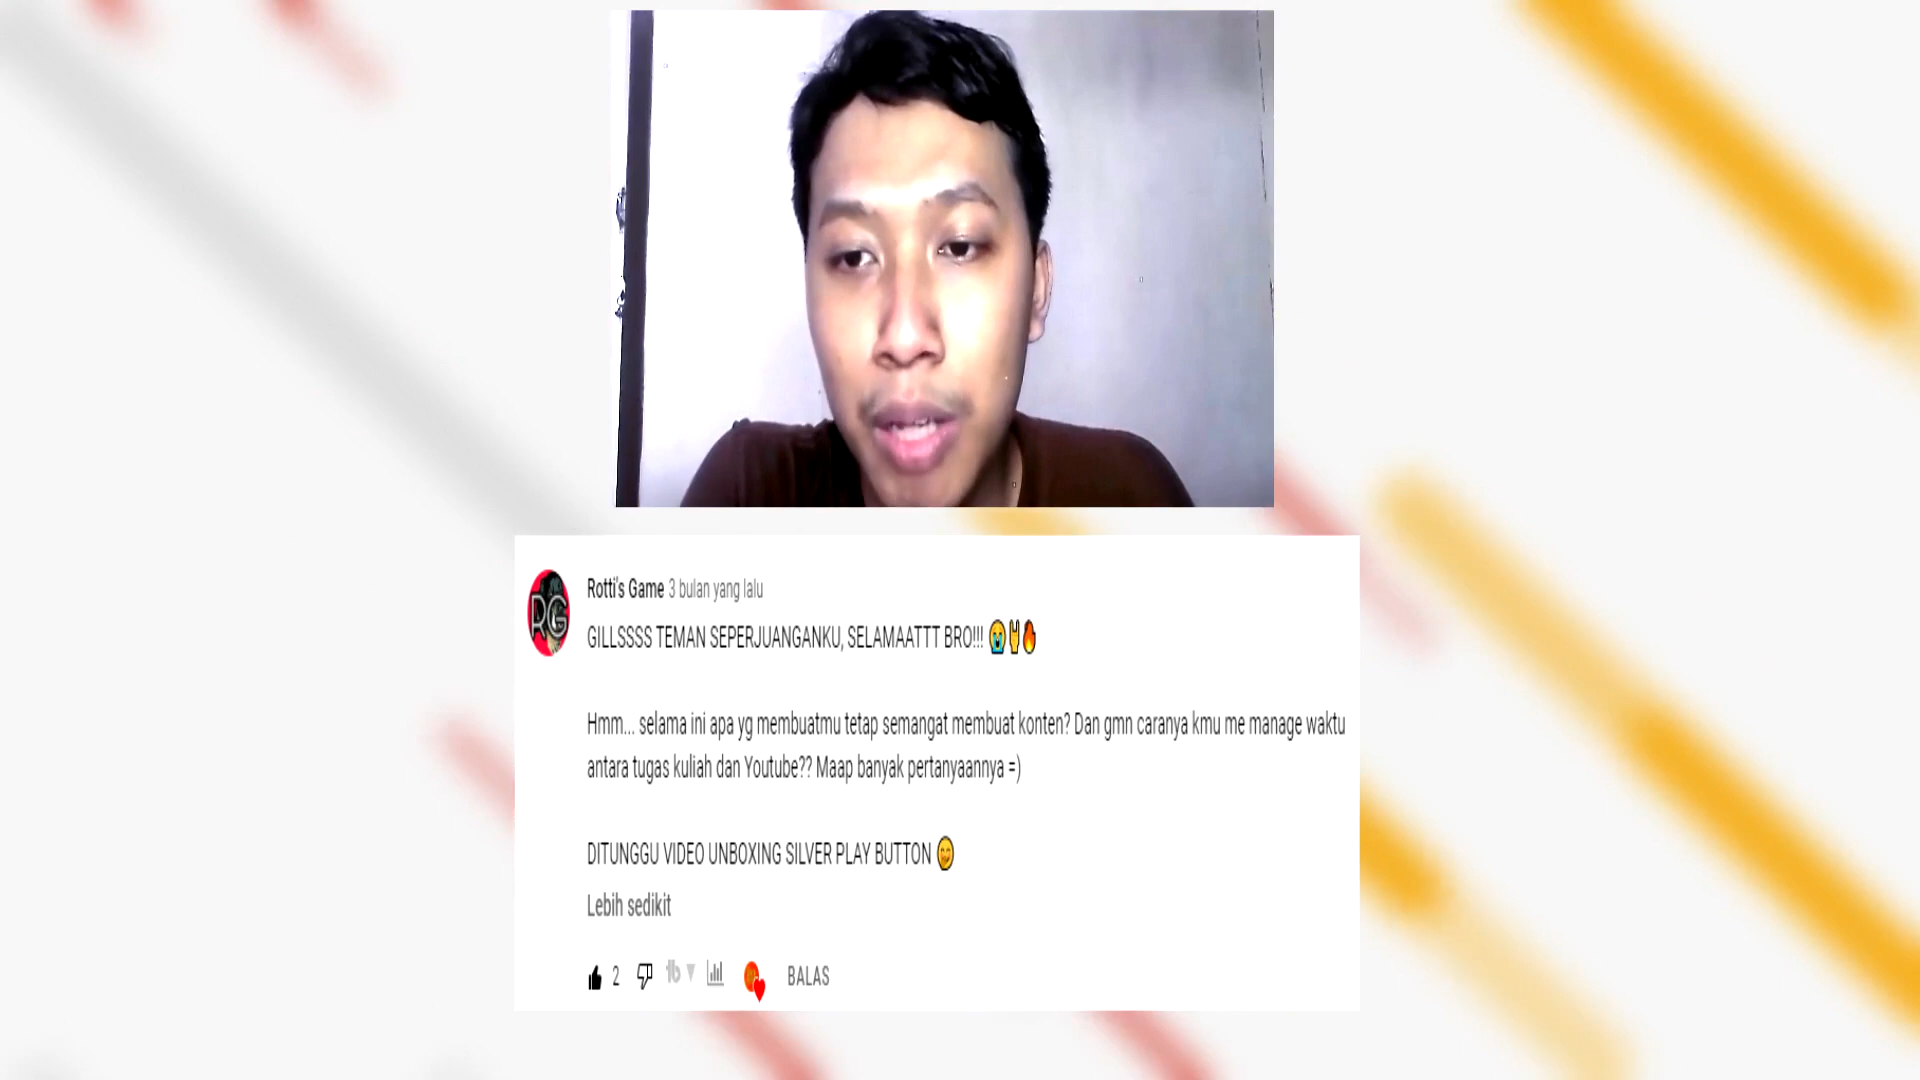 RG
Rotti's Game 3 bulan yang lalu
GILLSSSS TEMAN SEPERJUANGANKU, SELAMAATTT BRO!!! 😭🤘🔥
Hmm... selama ini apa yg membuatmu tetap semangat membuat konten? Dan gmn caranya kmu me manage waktu
antara tugas kuliah dan Youtube?? Maap banyak pertanyaannya =)
DITUNGGU VIDEO UNBOXING SILVER PLAY BUTTON 😊
Lebih sedikit
2 tb BALAS